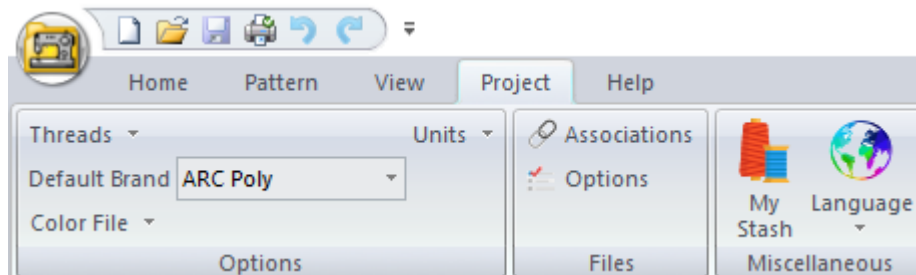 Home Pattern View Project Help
Threads Units
Default Brand ARC Poly
Color File
Options
Associations
Options
Files
My Stash
Language
Miscellaneous